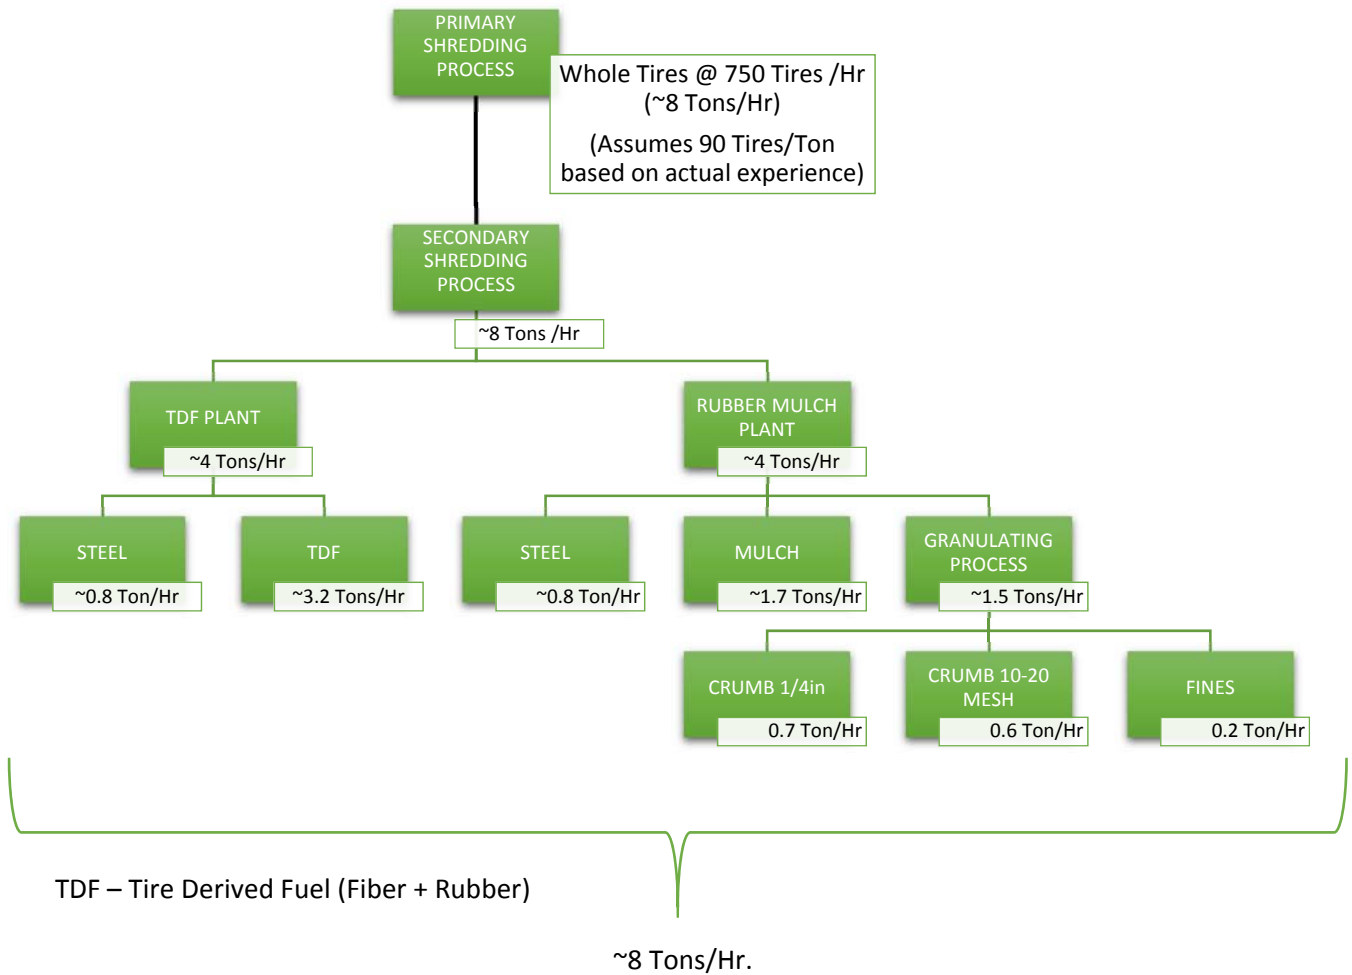 PRIMARY
SHREDDING
PROCESS
Whole Tires @ 750 Tires /Hr
(~8 Tons/Hr)
(Assumes 90 Tires/Ton
based on actual experience)
SECONDARY
SHREDDING
PROCESS
~8 Tons /Hr
TDF PLANT
~4 Tons/Hr
RUBBER MULCH
PLANT
~4 Tons/Hr
STEEL
~0.8 Ton/Hr
TDF
~3.2 Tons/Hr
STEEL
~0.8 Ton/Hr
MULCH
~1.7 Tons/Hr
GRANULATING
PROCESS
~1.5 Tons/Hr
CRUMB 1/4in
0.7 Ton/Hr
CRUMB 10-20
MESH
0.6 Ton/Hr
FINES
0.2 Ton/Hr
TDF – Tire Derived Fuel (Fiber + Rubber)
~8 Tons/Hr.